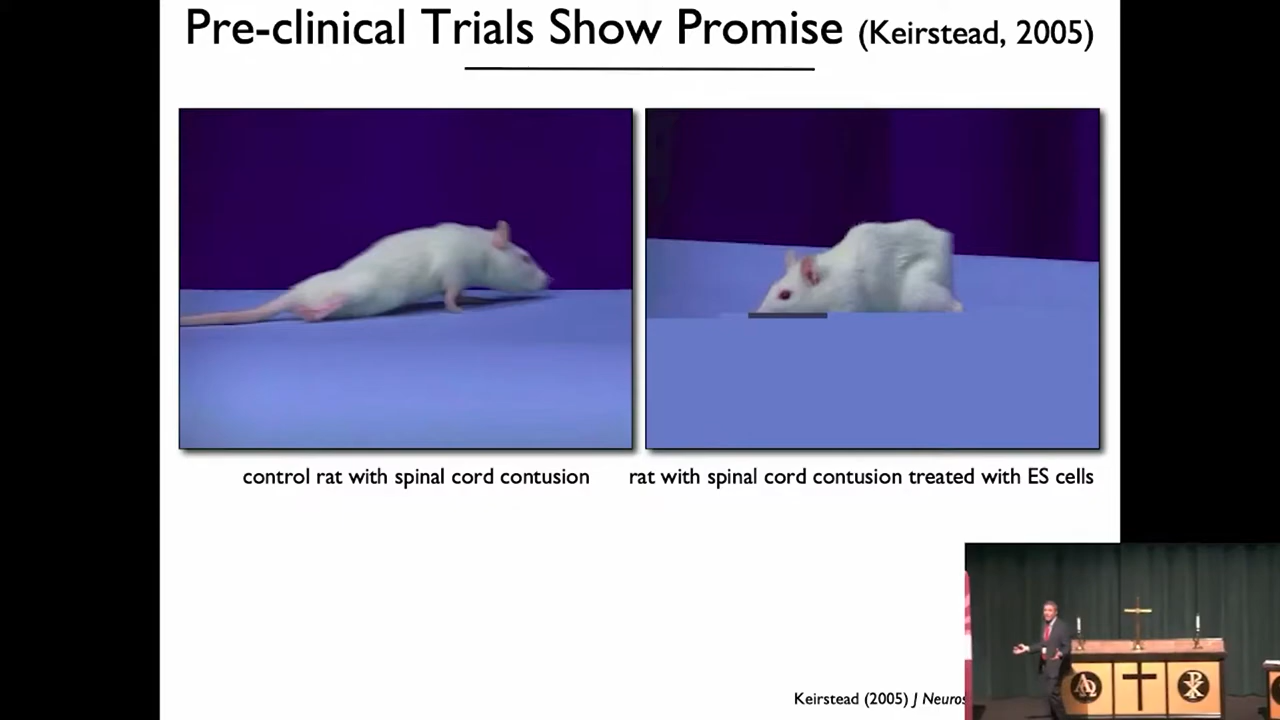 Pre-clinical Trials Show Promise (Keirstead, 2005)
control rat with spinal cord contusion
rat with spinal cord contusion treated with ES cells
Keirstead (2005) J Neuros
ΑΩ